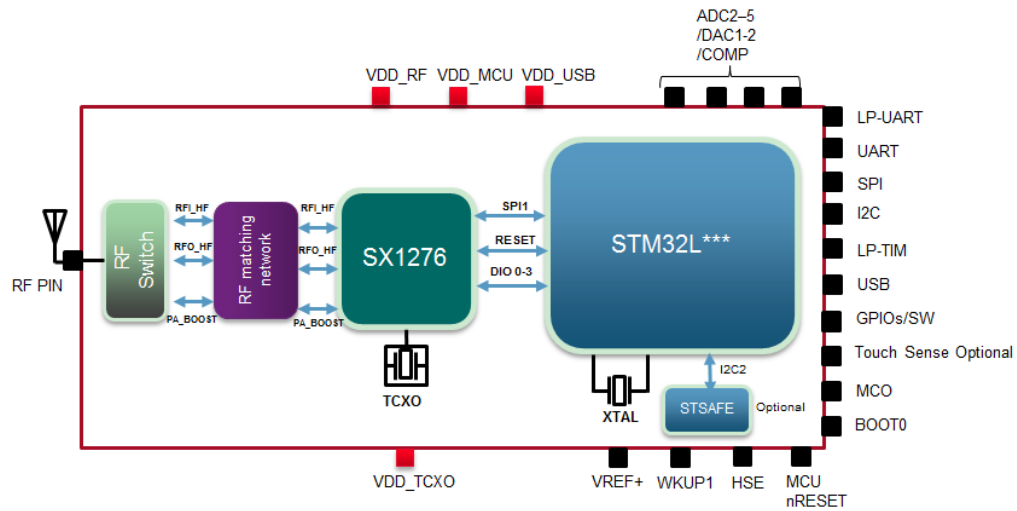 ADC2–5
/DAC1-2
/COMP
VDD_RF
VDD_MCU
VDD_USB
LP-UART
UART
SPI
I2C
LP-TIM
USB
GPIOs/SW
Touch Sense Optional
MCO
BOOT0
RF PIN
RF
Switch
RFI_HF
RFO_HF
PA_BOOST
RF matching
network
RFI_HF
RFO_HF
PA_BOOST
SX1276
SPI1
RESET
DIO 0-3
STM32L***
TCXO
XTAL
I2C2
STSAFE
Optional
VDD_TCXO
VREF+
WKUP1
HSE
MCU
nRESET